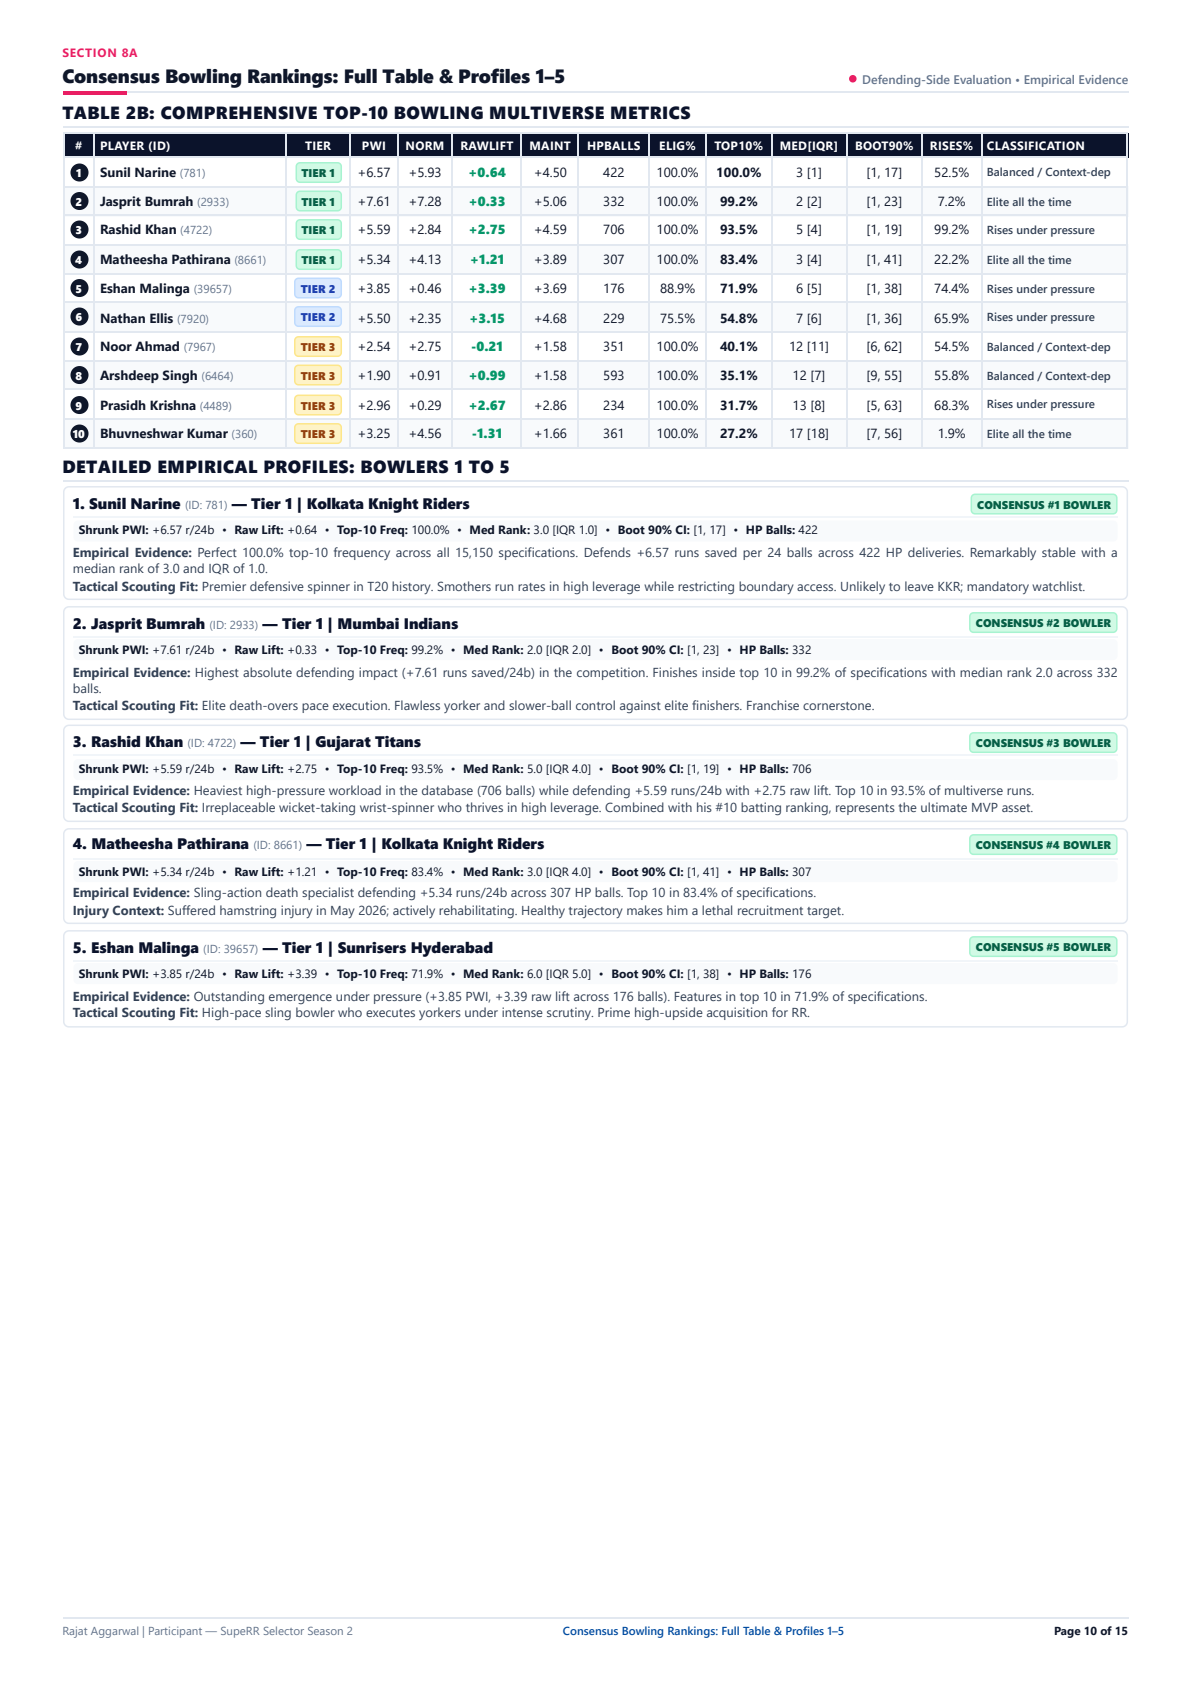 SECTION 8A
Consensus Bowling Rankings: Full Table & Profiles 1–5
Defending-Side Evaluation • Empirical Evidence
TABLE 2B: COMPREHENSIVE TOP-10 BOWLING MULTIVERSE METRICS
# PLAYER (ID) TIER PWI NORM RAWLIFT MAINT HPBALLS ELIG% TOP10% MED[IQR] BOOT90% RISES% CLASSIFICATION
1 Sunil Narine (781) TIER 1 +6.57 +5.93 +0.64 +4.50 422 100.0% 100.0% 3 [1] [1, 17] 52.5% Balanced / Context-dep
2 Jasprit Bumrah (2933) TIER 1 +7.61 +7.28 +0.33 +5.06 332 100.0% 99.2% 2 [2] [1, 23] 7.2% Elite all the time
3 Rashid Khan (4722) TIER 1 +5.59 +2.84 +2.75 +4.59 706 100.0% 93.5% 5 [4] [1, 19] 99.2% Rises under pressure
4 Matheesha Pathirana (8661) TIER 1 +5.34 +4.13 +1.21 +3.89 307 100.0% 83.4% 3 [4] [1, 41] 22.2% Elite all the time
5 Eshan Malinga (39657) TIER 2 +3.85 +0.46 +3.39 +3.69 176 88.9% 71.9% 6 [5] [1, 38] 74.4% Rises under pressure
6 Nathan Ellis (7920) TIER 2 +5.50 +2.35 +3.15 +4.68 229 75.5% 54.8% 7 [6] [1, 36] 65.9% Rises under pressure
7 Noor Ahmad (7967) TIER 3 +2.54 +2.75 -0.21 +1.58 351 100.0% 40.1% 12 [11] [6, 62] 54.5% Balanced / Context-dep
8 Arshdeep Singh (6464) TIER 3 +1.90 +0.91 +0.99 +1.58 593 100.0% 35.1% 12 [7] [9, 55] 55.8% Balanced / Context-dep
9 Prasidh Krishna (4489) TIER 3 +2.96 +0.29 +2.67 +2.86 234 100.0% 31.7% 13 [8] [5, 63] 68.3% Rises under pressure
10 Bhuvneshwar Kumar (360) TIER 3 +3.25 +4.56 -1.31 +1.66 361 100.0% 27.2% 17 [18] [7, 56] 1.9% Elite all the time
DETAILED EMPIRICAL PROFILES: BOWLERS 1 TO 5
1. Sunil Narine (ID: 781) — Tier 1 | Kolkata Knight Riders
CONSENSUS #1 BOWLER
Shrunk PWI: +6.57 r/24b • Raw Lift: +0.64 • Top-10 Freq: 100.0% • Med Rank: 3.0 [IQR 1.0] • Boot 90% CI: [1, 17] • HP Balls: 422
Empirical Evidence: Perfect 100.0% top-10 frequency across all 15,150 specifications. Defends +6.57 runs saved per 24 balls across 422 HP deliveries. Remarkably stable with a
median rank of 3.0 and IQR of 1.0.
Tactical Scouting Fit: Premier defensive spinner in T20 history. Smothers run rates in high leverage while restricting boundary access. Unlikely to leave KKR; mandatory watchlist.
2. Jasprit Bumrah (ID: 2933) — Tier 1 | Mumbai Indians
CONSENSUS #2 BOWLER
Shrunk PWI: +7.61 r/24b • Raw Lift: +0.33 • Top-10 Freq: 99.2% • Med Rank: 2.0 [IQR 2.0] • Boot 90% CI: [1, 23] • HP Balls: 332
Empirical Evidence: Highest absolute defending impact (+7.61 runs saved/24b) in the competition. Finishes inside top 10 in 99.2% of specifications with median rank 2.0 across 332
balls.
Tactical Scouting Fit: Elite death-overs pace execution. Flawless yorker and slower-ball control against elite finishers. Franchise cornerstone.
3. Rashid Khan (ID: 4722) — Tier 1 | Gujarat Titans
CONSENSUS #3 BOWLER
Shrunk PWI: +5.59 r/24b • Raw Lift: +2.75 • Top-10 Freq: 93.5% • Med Rank: 5.0 [IQR 4.0] • Boot 90% CI: [1, 19] • HP Balls: 706
Empirical Evidence: Heaviest high-pressure workload in the database (706 balls) while defending +5.59 runs/24b with +2.75 raw lift. Top 10 in 93.5% of multiverse runs.
Tactical Scouting Fit: Irreplaceable wicket-taking wrist-spinner who thrives in high leverage. Combined with his #10 batting ranking, represents the ultimate MVP asset.
4. Matheesha Pathirana (ID: 8661) — Tier 1 | Kolkata Knight Riders
CONSENSUS #4 BOWLER
Shrunk PWI: +5.34 r/24b • Raw Lift: +1.21 • Top-10 Freq: 83.4% • Med Rank: 3.0 [IQR 4.0] • Boot 90% CI: [1, 41] • HP Balls: 307
Empirical Evidence: Sling-action death specialist defending +5.34 runs/24b across 307 HP balls. Top 10 in 83.4% of specifications.
Injury Context: Suffered hamstring injury in May 2026; actively rehabilitating. Healthy trajectory makes him a lethal recruitment target.
5. Eshan Malinga (ID: 39657) — Tier 1 | Sunrisers Hyderabad
CONSENSUS #5 BOWLER
Shrunk PWI: +3.85 r/24b • Raw Lift: +3.39 • Top-10 Freq: 71.9% • Med Rank: 6.0 [IQR 5.0] • Boot 90% CI: [1, 38] • HP Balls: 176
Empirical Evidence: Outstanding emergence under pressure (+3.85 PWI, +3.39 raw lift across 176 balls). Features in top 10 in 71.9% of specifications.
Tactical Scouting Fit: High-pace sling bowler who executes yorkers under intense scrutiny. Prime high-upside acquisition for RR.
Rajat Aggarwal | Participant — SupeRR Selector Season 2
Consensus Bowling Rankings: Full Table & Profiles 1–5
Page 10 of 15